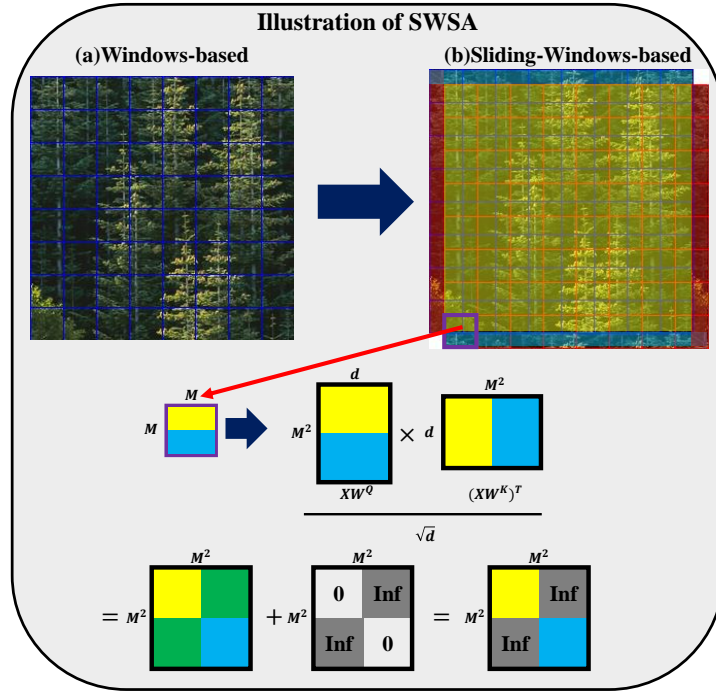 Illustration of SWSA
(a)Windows-based
(b)Sliding-Windows-based
M
M
d
M²
×
d
M²
XW^Q
(XW^K)^T
√d
= M²
M²
+ M²
M²
0 Inf
Inf 0
= M²
M²
Inf
Inf